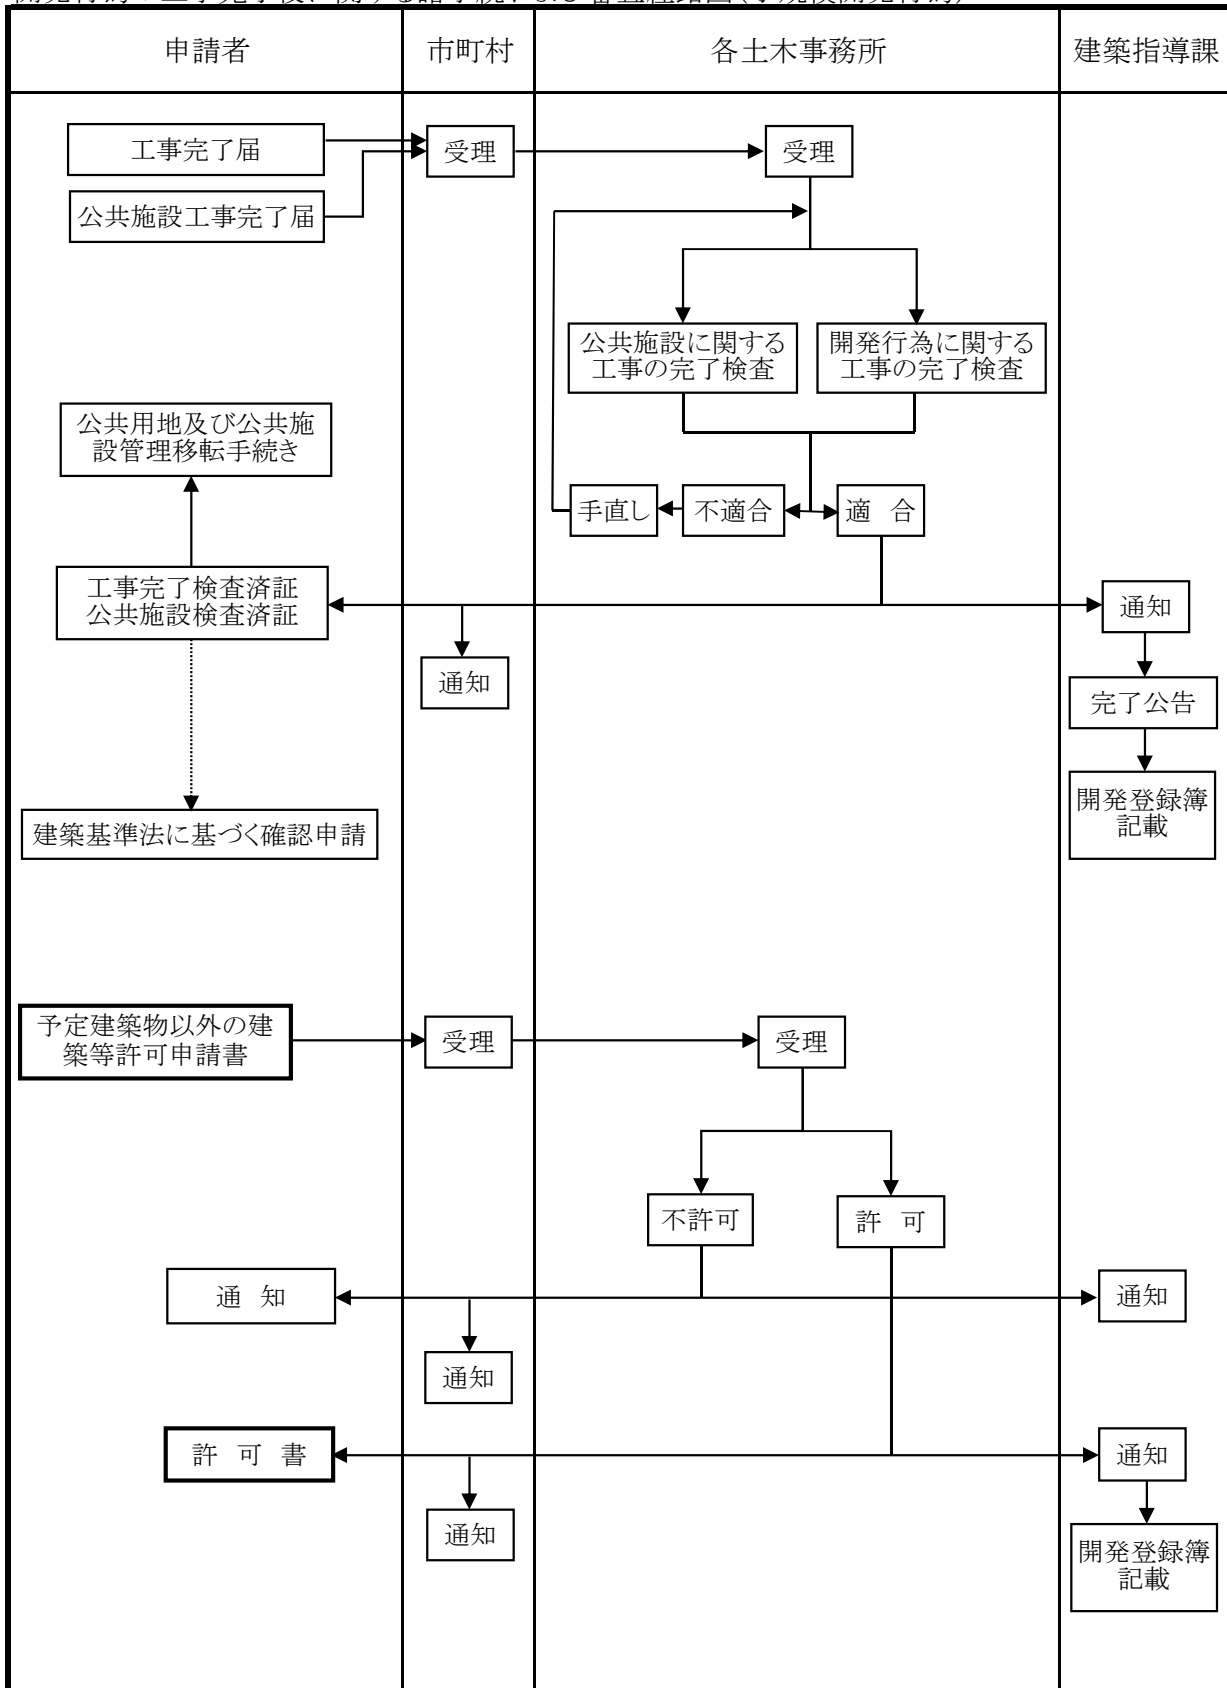 申請者
市町村
各土木事務所
建築指導課
工事完了届
受理
受理
公共施設工事完了届
公共施設に関する
工事の完了検査
開発行為に関する
工事の完了検査
公共用地及び公共施
設管理移転手続き
手直し
不適合
適 合
工事完了検査済証
公共施設検査済証
通知
通知
完了公告
開発登録簿
記載
建築基準法に基づく確認申請
予定建築物以外の建
築等許可申請書
受理
受理
不許可
許 可
通 知
通知
通知
許 可 書
通知
通知
開発登録簿
記載